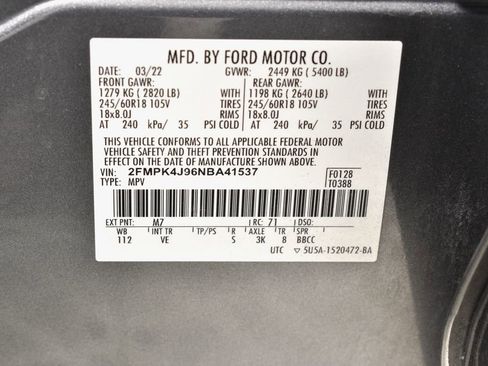 MFD. BY FORD MOTOR CO.
DATE: 03/22 GVWR: 2449 KG ( 5400 LB)
FRONT GAWR: REAR GAWR:
1279 KG ( 2820 LB) WITH 1198 KG ( 2640 LB) WITH
245/60R18 105V TIRES 245/60R18 105V TIRES
18x8.0J RIMS 18x8.0J RIMS
AT 240 kPa/ 35 PSI COLD AT 240 kPa/ 35 PSI COLD
THIS VEHICLE CONFORMS TO ALL APPLICABLE FEDERAL MOTOR
VEHICLE SAFETY AND THEFT PREVENTION STANDARDS IN
EFFECT ON THE DATE OF MANUFACTURE SHOWN ABOVE.
VIN: 2FMPK4J96NBA41537 F0128
TYPE: MPV T0388
EXT PNT: M7 RC: 71 DSO:
WB INT TR TP/PS R AXLE TR SPR
112 VE S 3K 8 BBCC
UTC ▽ 5U5A-1520472-BA